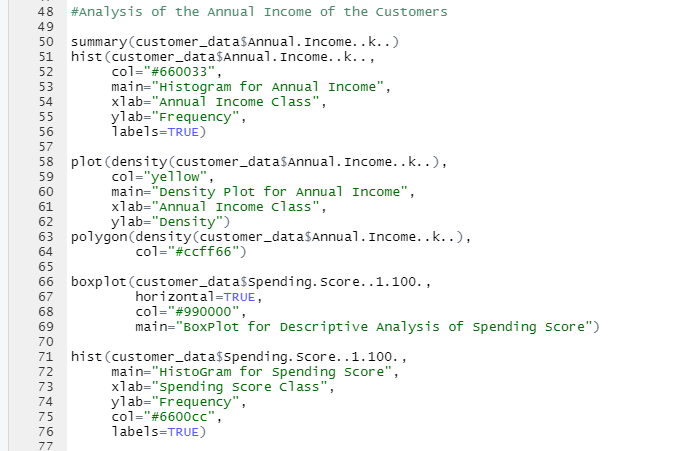 48 #Analysis of the Annual Income of the Customers
49
50 summary(customer_data$Annual.Income..k..)
51 hist(customer_data$Annual.Income..k..,
52 col="#660033",
53 main="Histogram for Annual Income",
54 xlab="Annual Income Class",
55 ylab="Frequency",
56 labels=TRUE)
57
58 plot(density(customer_data$Annual.Income..k..),
59 col="yellow",
60 main="Density Plot for Annual Income",
61 xlab="Annual Income Class",
62 ylab="Density")
63 polygon(density(customer_data$Annual.Income..k..),
64 col="#ccff66")
65
66 boxplot(customer_data$Spending.Score..1.100.,
67 horizontal=TRUE,
68 col="#990000",
69 main="BoxPlot for Descriptive Analysis of Spending Score")
70
71 hist(customer_data$Spending.Score..1.100.,
72 main="HistoGram for Spending Score",
73 xlab="Spending Score Class",
74 ylab="Frequency",
75 col="#6600cc",
76 labels=TRUE)
77